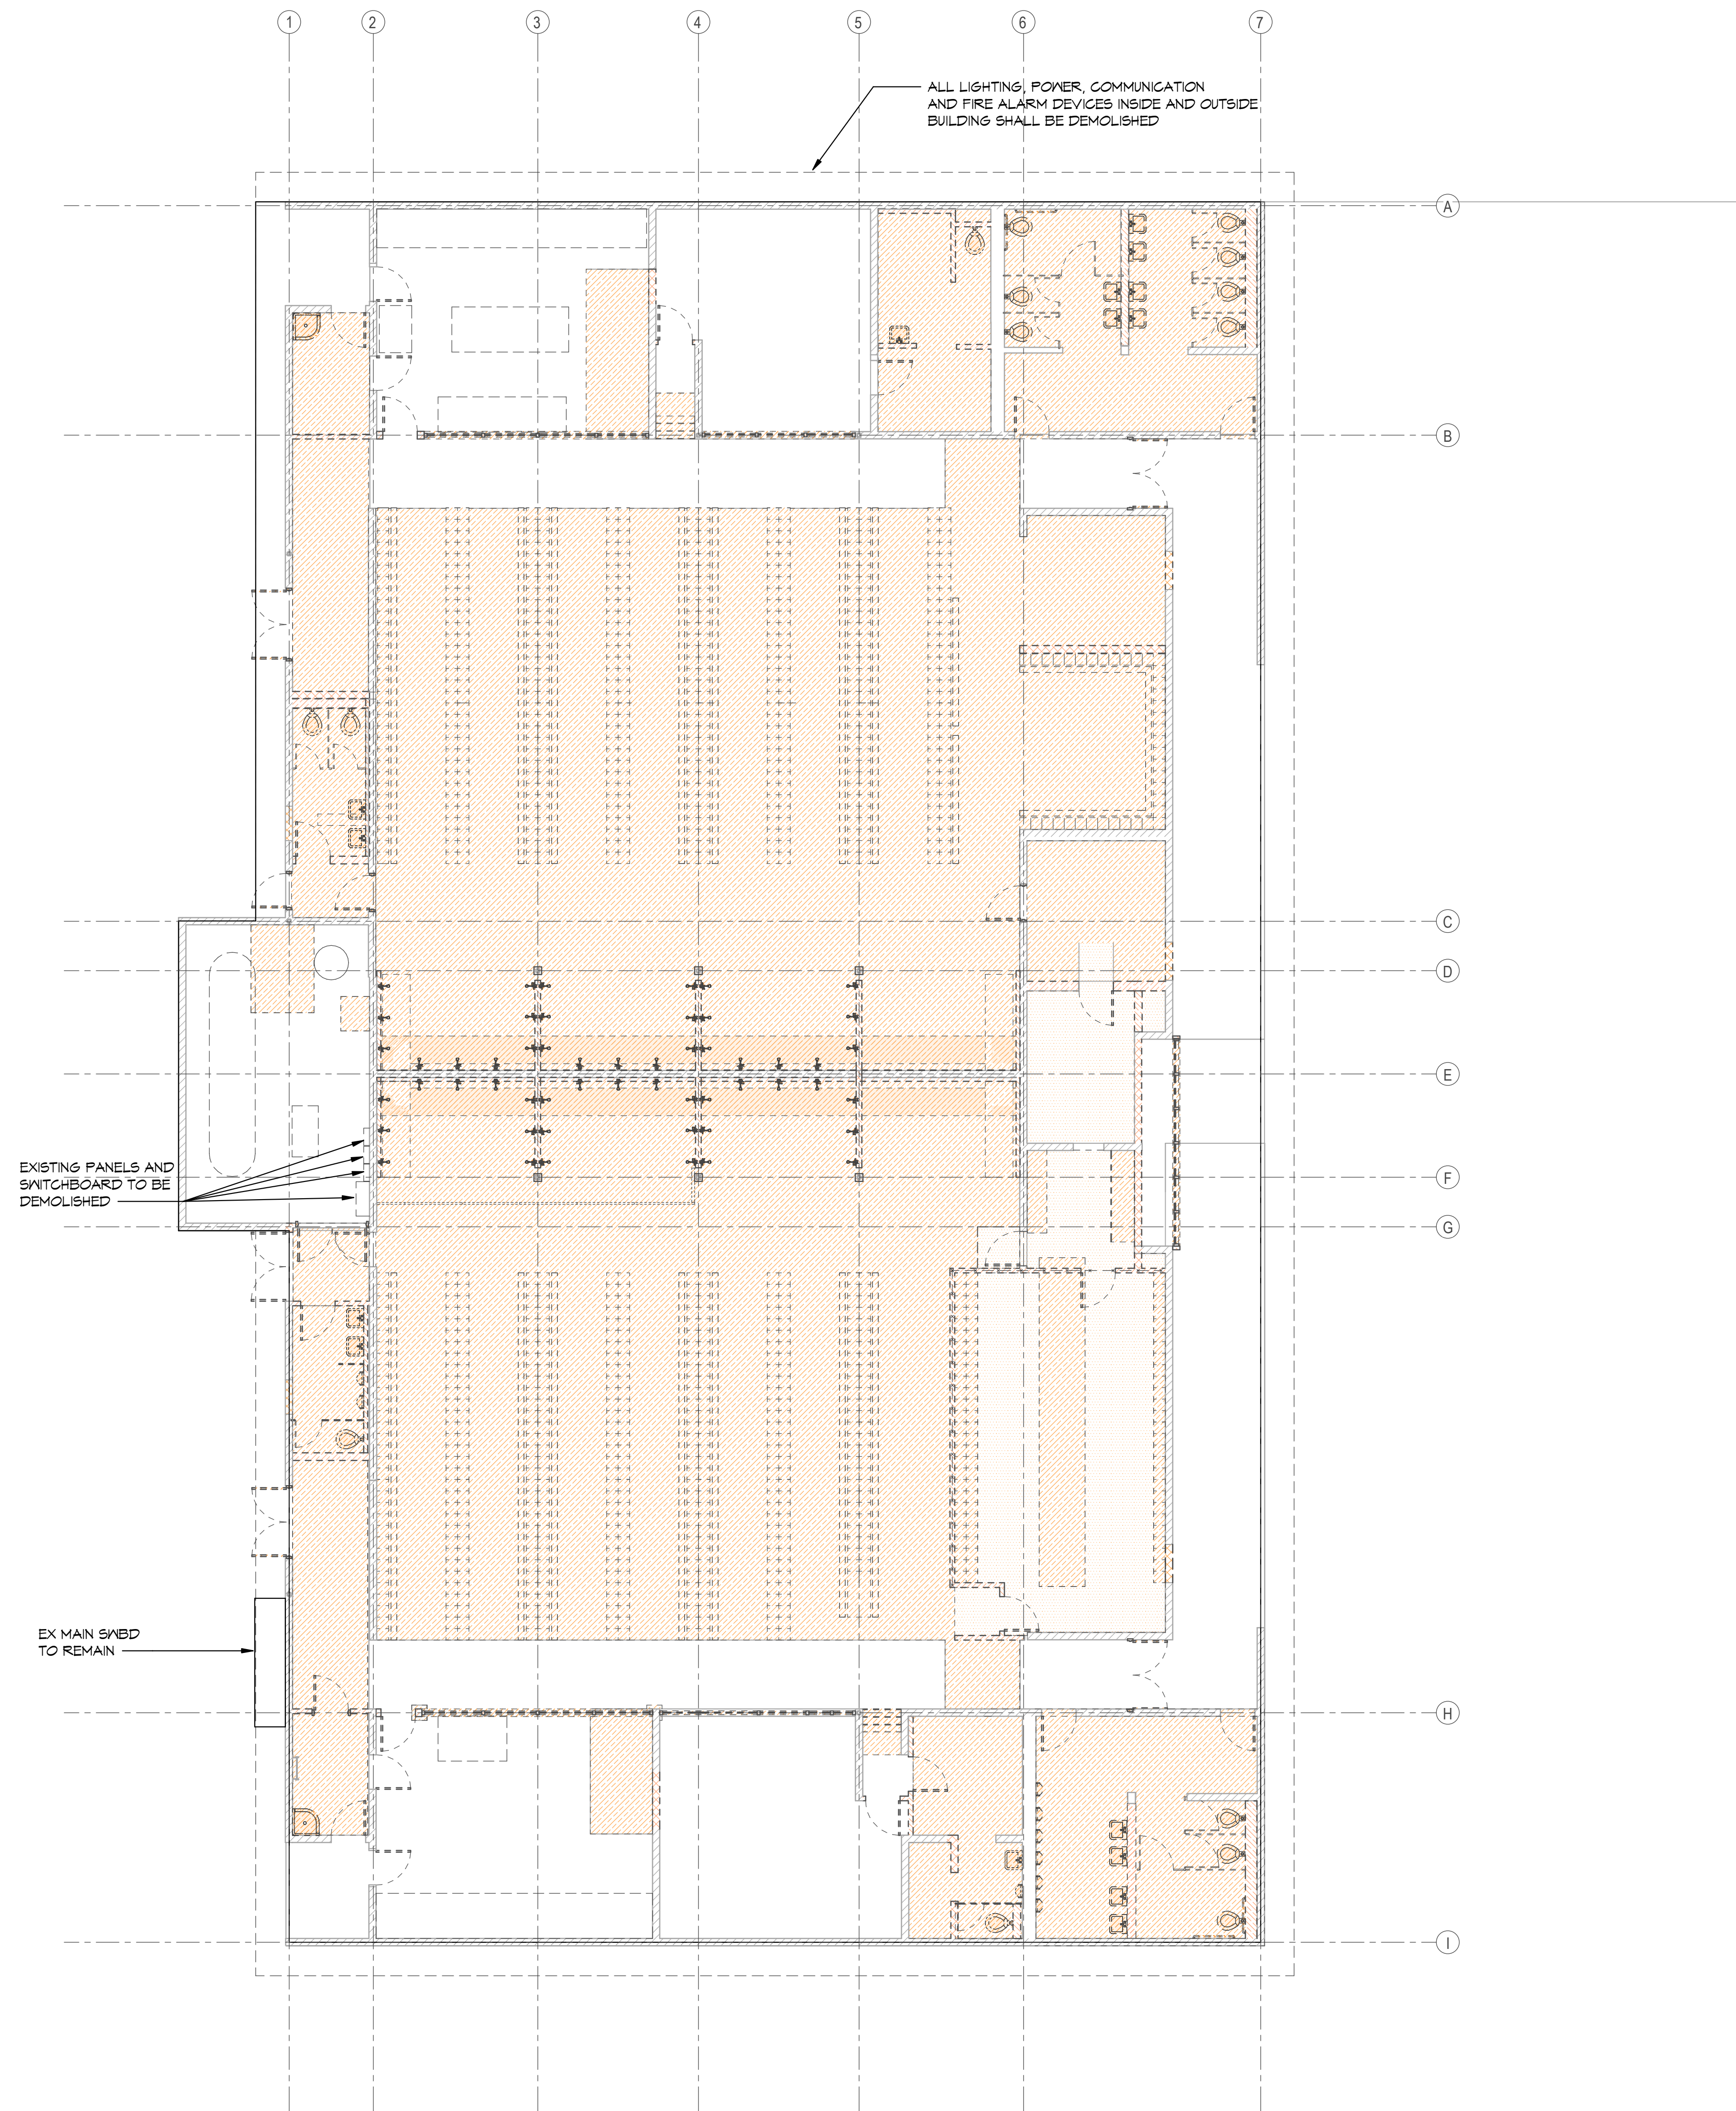 1 2 3 4 5 6 7
ALL LIGHTING, POWER, COMMUNICATION
AND FIRE ALARM DEVICES INSIDE AND OUTSIDE
BUILDING SHALL BE DEMOLISHED
A
B
C
D
E
EXISTING PANELS AND
SWITCHBOARD TO BE
DEMOLISHED
F
G
EX MAIN SWBD
TO REMAIN
H
I